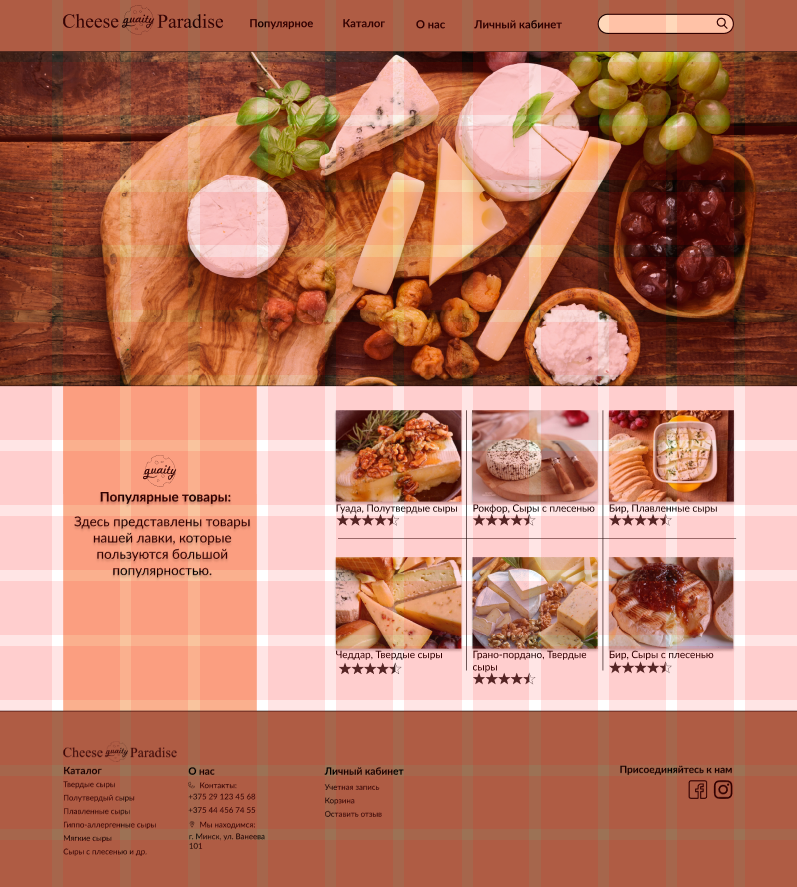 Cheese guaity Paradise
Популярное
Каталог
О нас
Личный кабинет
guaity
Популярные товары:
Здесь представлены товары
нашей лавки, которые
пользуются большой
популярностью.
Гуада, Полутвердые сыры
Рокфор, Сыры с плесенью
Бир, Плавленные сыры
Чеддар, Твердые сыры
Грано-пордано, Твердые
сыры
Бир, Сыры с плесенью
Cheese guaity Paradise
Каталог
Твердые сыры
Полутвердый сыры
Плавленные сыры
Гиппо-аллергенные сыры
Мягкие сыры
Сыры с плесенью и др.
О нас
Контакты:
+375 29 123 45 68
+375 44 456 74 55
Мы находимся:
г. Минск, ул. Ванеева
101
Личный кабинет
Учетная запись
Корзина
Оставить отзыв
Присоединяйтесь к нам